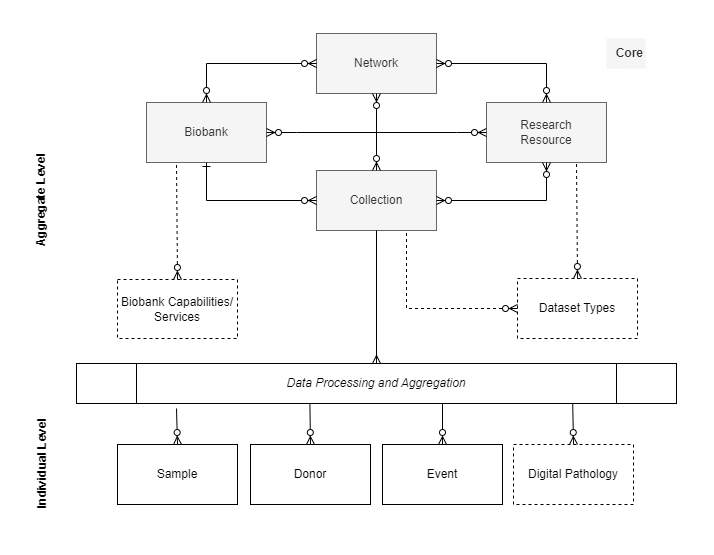 Network
Core
Biobank
Research
Resource
Collection
Aggregate Level
Biobank Capabilities/
Services
Dataset Types
Data Processing and Aggregation
Individual Level
Sample
Donor
Event
Digital Pathology